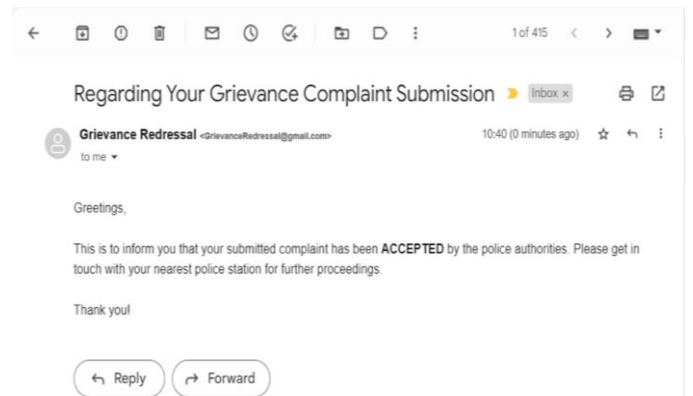 1 of 415
Regarding Your Grievance Complaint Submission Inbox ×
Grievance Redressal <GrievanceRedressal@gmail.com> 10:40 (0 minutes ago)
to me
Greetings,
This is to inform you that your submitted complaint has been ACCEPTED by the police authorities. Please get in
touch with your nearest police station for further proceedings.
Thank you!
Reply Forward